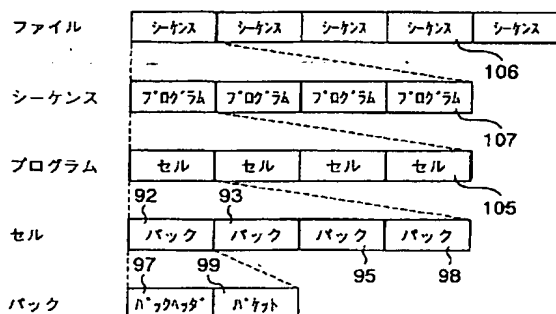 ファイル シーケンス シーケンス シーケンス シーケンス シーケンス
106
シーケンス プログラム プログラム プログラム プログラム
107
プログラム セル セル セル セル
92 93 105
セル パック パック パック パック
97 99 95 98
パック パックヘッダ パケット